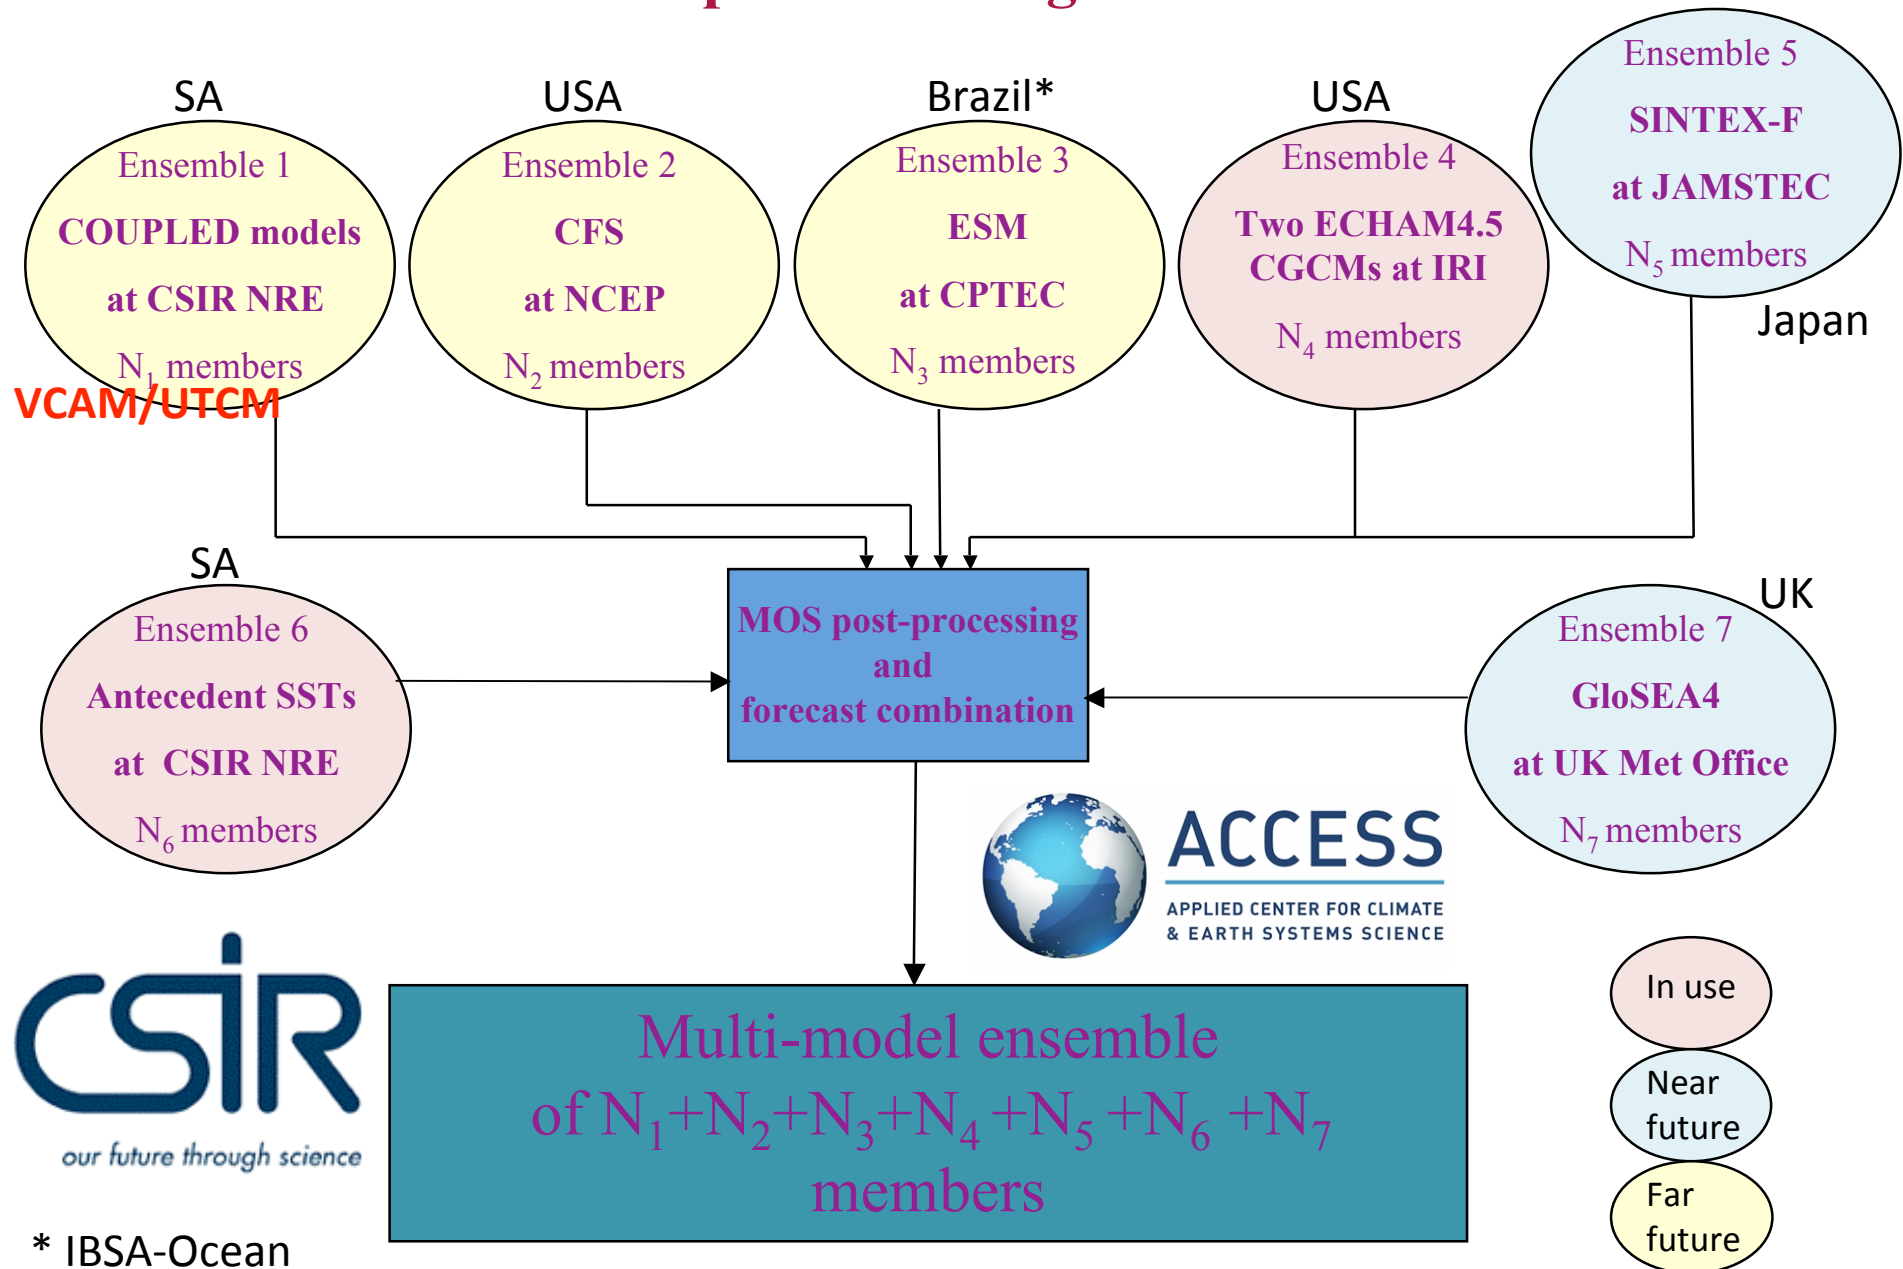 SA
USA
Brazil*
USA
Ensemble 1
COUPLED models
at CSIR NRE
N₁ members
VCAM/UTCM
Ensemble 2
CFS
at NCEP
N₂ members
Ensemble 3
ESM
at CPTEC
N₃ members
Ensemble 4
Two ECHAM4.5
CGCMs at IRI
N₄ members
Ensemble 5
SINTEX-F
at JAMSTEC
N₅ members
Japan
SA
Ensemble 6
Antecedent SSTs
at CSIR NRE
N₆ members
MOS post-processing
and
forecast combination
UK
Ensemble 7
GloSEA4
at UK Met Office
N₇ members
ACCESS
APPLIED CENTER FOR CLIMATE
& EARTH SYSTEMS SCIENCE
CSIR
our future through science
Multi-model ensemble
of N₁+N₂+N₃+N₄ +N₅ +N₆ +N₇
members
In use
Near
future
Far
future
* IBSA-Ocean